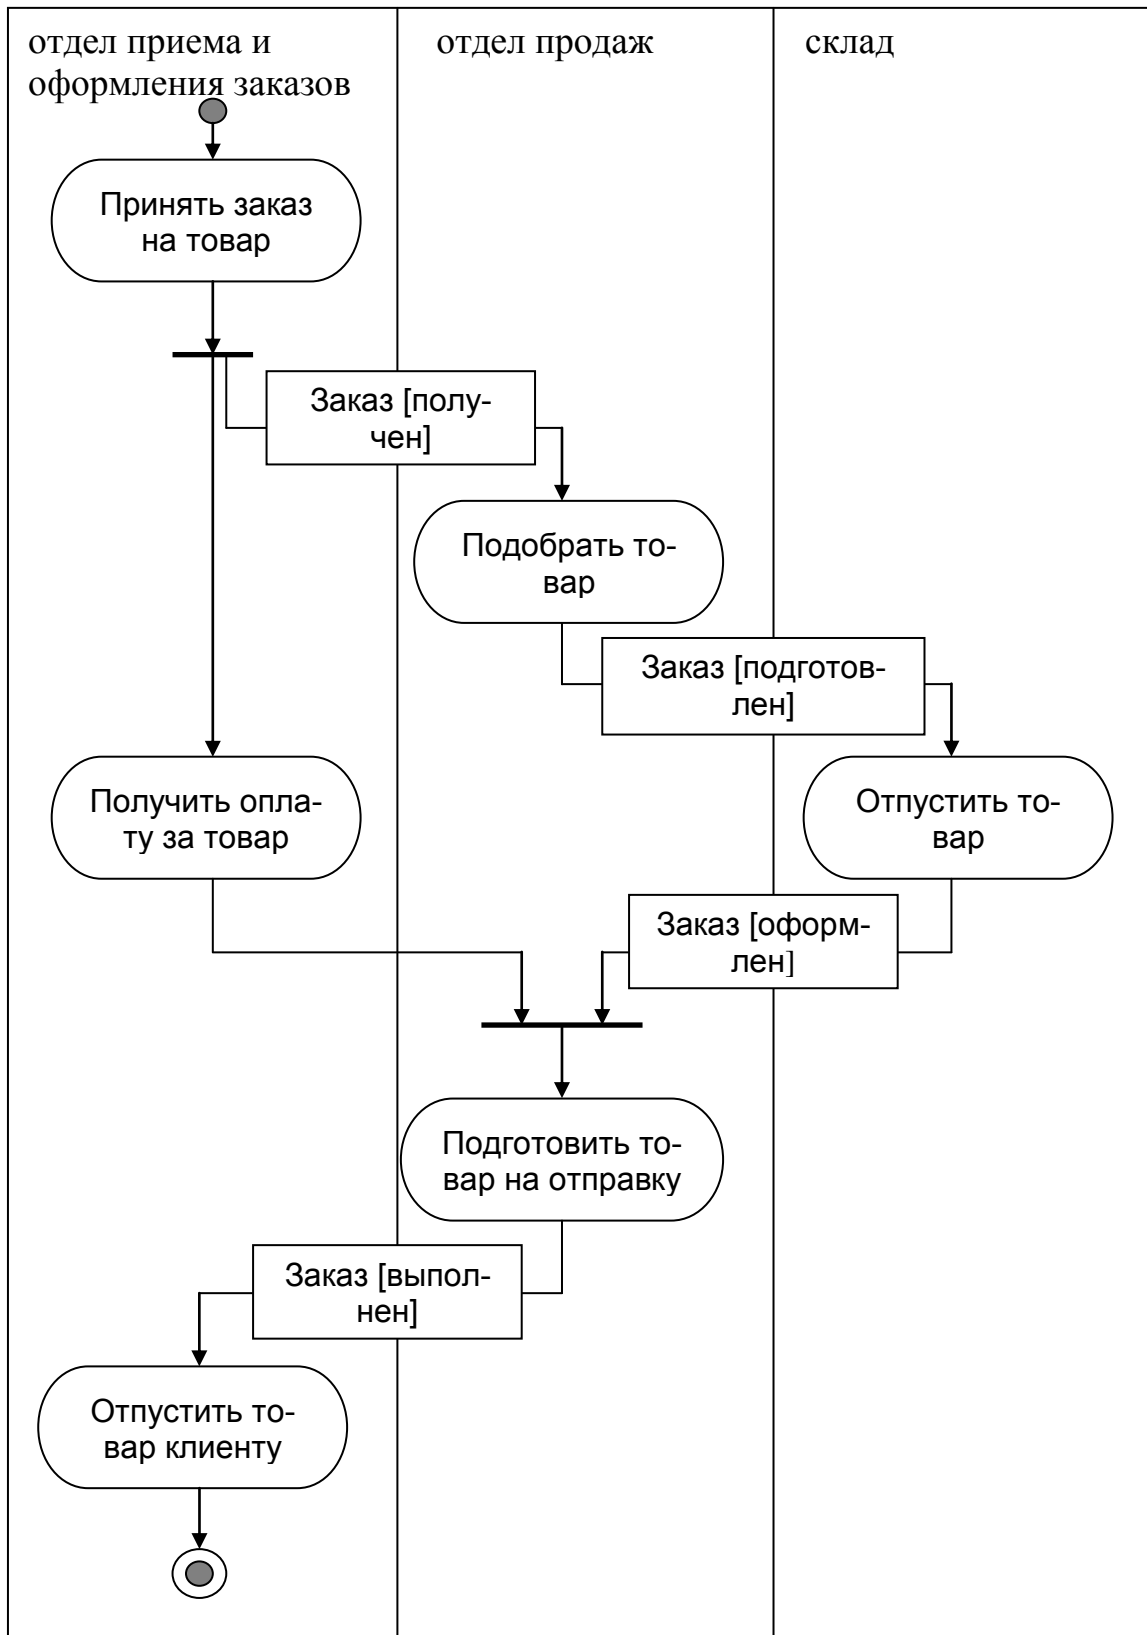 отдел приема и
оформления заказов
отдел продаж
склад
Принять заказ
на товар
Заказ [полу-
чен]
Подобрать то-
вар
Заказ [подготов-
лен]
Получить опла-
ту за товар
Отпустить то-
вар
Заказ [оформ-
лен]
Подготовить то-
вар на отправку
Заказ [выпол-
нен]
Отпустить то-
вар клиенту